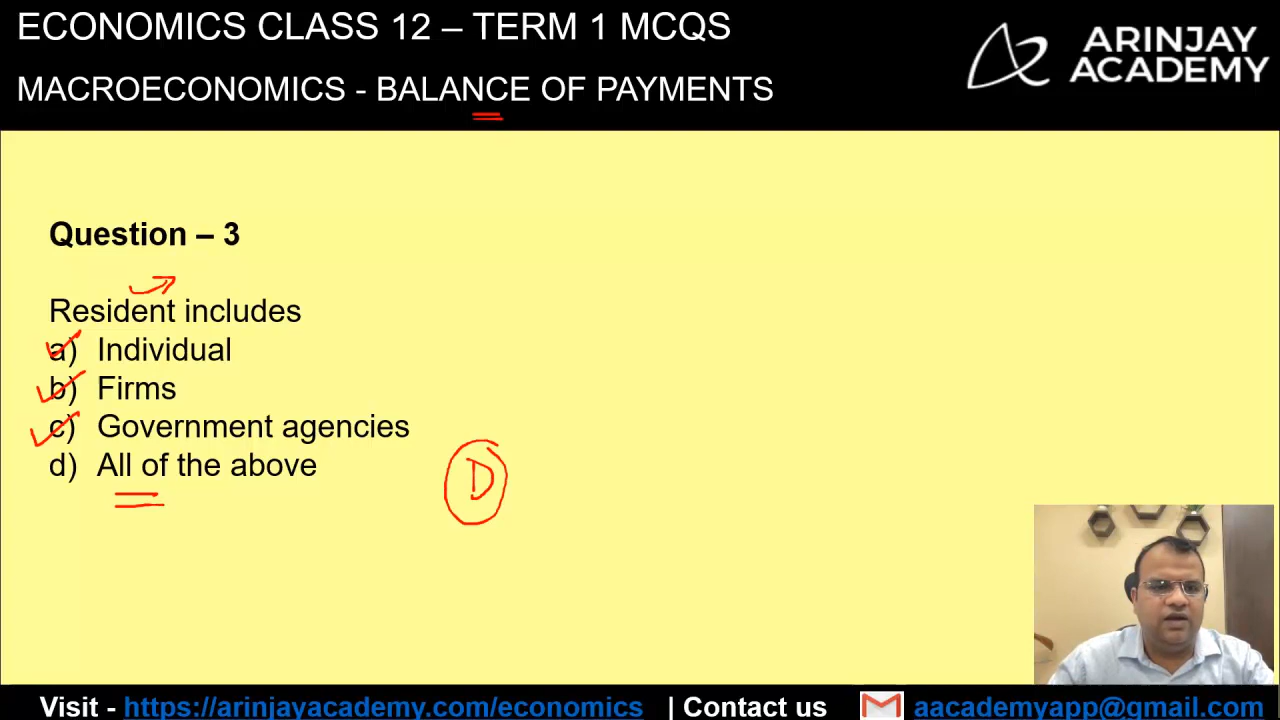 ECONOMICS CLASS 12 – TERM 1 MCQS
ARINJAY
ACADEMY
MACROECONOMICS - BALANCE OF PAYMENTS
Question – 3
Resident includes
a) Individual
b) Firms
c) Government agencies
d) All of the above
D
Visit - https://arinjayacademy.com/economics | Contact us aacademyapp@gmail.com